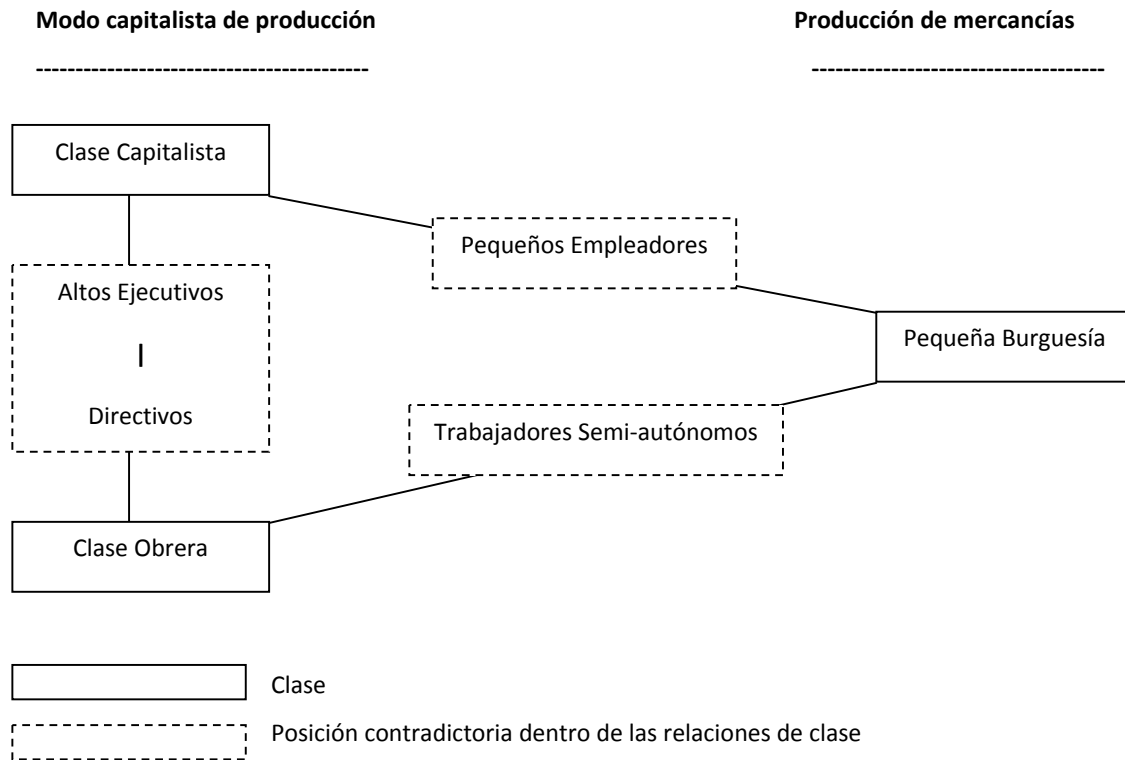 Modo capitalista de producción
Producción de mercancías
------------------------------------------
-------------------------------------
Clase Capitalista
Pequeños Empleadores
Altos Ejecutivos
Pequeña Burguesía
Directivos
Trabajadores Semi-autónomos
Clase Obrera
Clase
Posición contradictoria dentro de las relaciones de clase